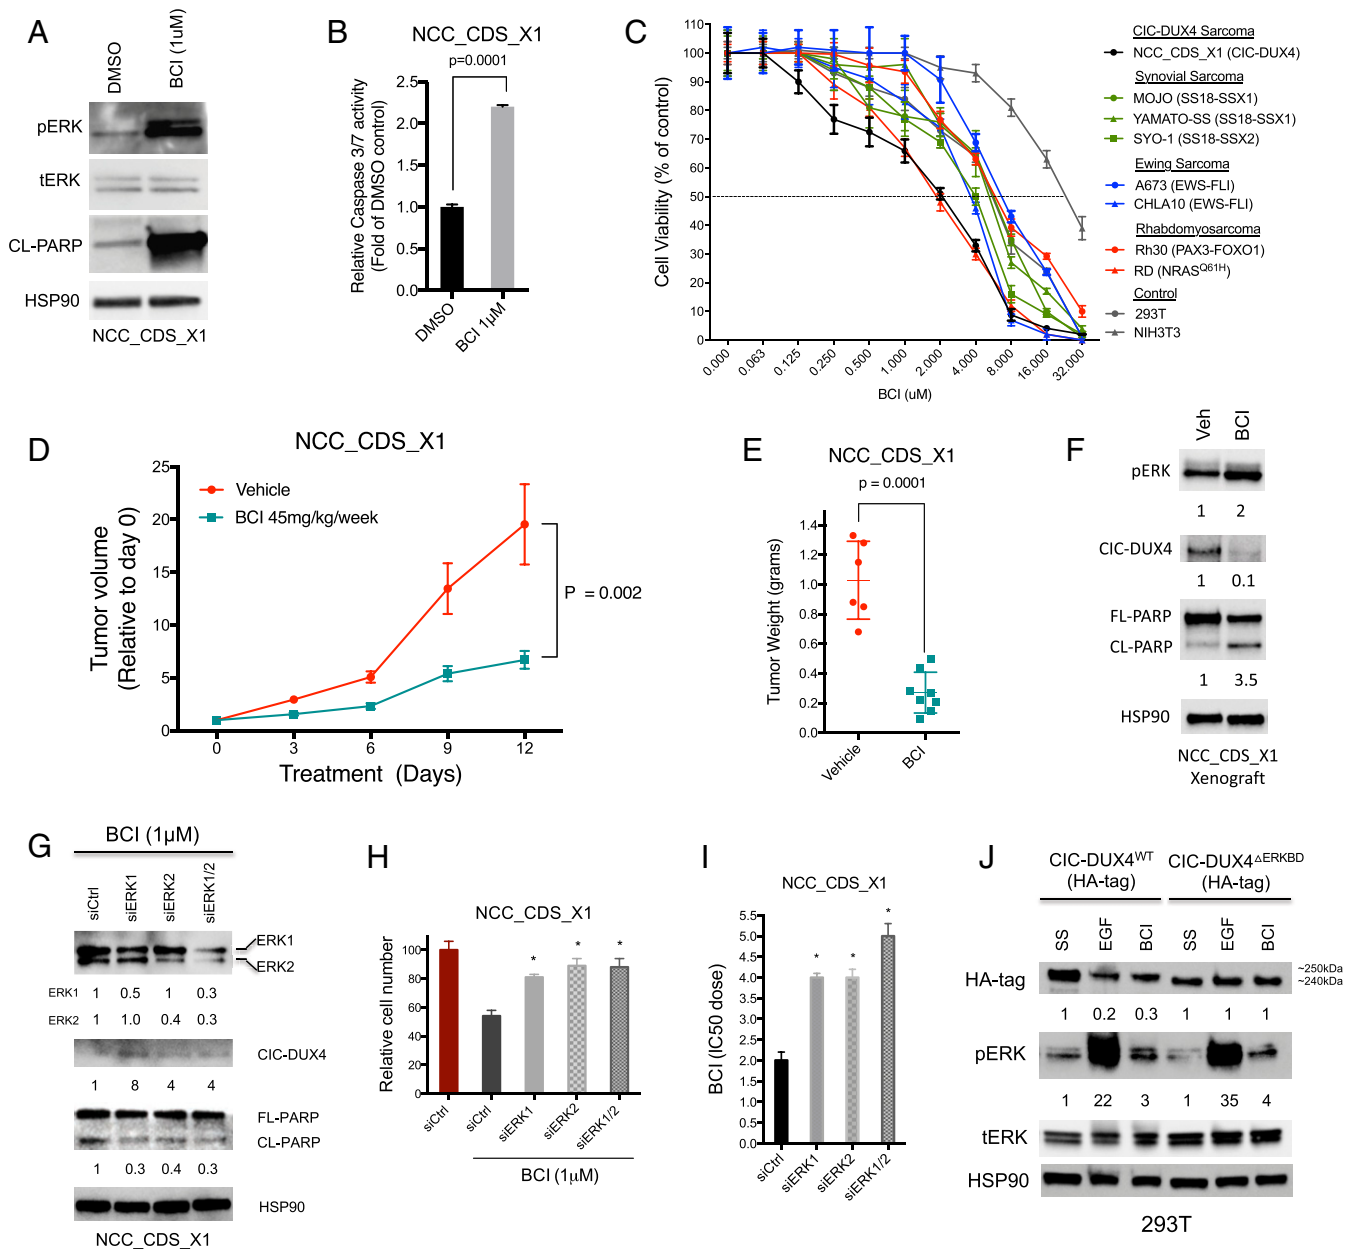 A
DMSO
BCI (1uM)
pERK
tERK
CL-PARP
HSP90
NCC_CDS_X1
B
NCC_CDS_X1
p=0.0001
Relative Caspase 3/7 activity
(Fold of DMSO control)
2.5
2.0
1.5
1.0
0.5
0.0
DMSO
BCI 1µM
C
Cell Viability (% of control)
110
100
90
80
70
60
50
40
30
20
10
0
0.000
0.063
0.125
0.250
0.500
1.000
2.000
4.000
8.000
16.000
32.000
BCI (uM)
CIC-DUX4 Sarcoma
NCC_CDS_X1 (CIC-DUX4)
Synovial Sarcoma
MOJO (SS18-SSX1)
YAMATO-SS (SS18-SSX1)
SYO-1 (SS18-SSX2)
Ewing Sarcoma
A673 (EWS-FLI)
CHLA10 (EWS-FLI)
Rhabdomyosarcoma
Rh30 (PAX3-FOXO1)
RD (NRASQ61H)
Control
293T
NIH3T3
D
NCC_CDS_X1
Tumor volume
(Relative to day 0)
25
20
15
10
5
0
Vehicle
BCI 45mg/kg/week
P = 0.002
0
3
6
9
12
Treatment (Days)
E
NCC_CDS_X1
p = 0.0001
Tumor Weight (grams)
1.4
1.2
1.0
0.8
0.6
0.4
0.2
0.0
Vehicle
BCI
F
Veh
BCI
pERK
1 2
CIC-DUX4
1 0.1
FL-PARP
CL-PARP
1 3.5
HSP90
NCC_CDS_X1
Xenograft
G
BCI (1µM)
siCtrl
siERK1
siERK2
siERK1/2
ERK1
ERK2
ERK1 1 0.5 1 0.3
ERK2 1 1.0 0.4 0.3
CIC-DUX4
1 8 4 4
FL-PARP
CL-PARP
1 0.3 0.4 0.3
HSP90
NCC_CDS_X1
H
NCC_CDS_X1
Relative cell number
100
80
60
40
20
0
* * *
siCtrl
siCtrl
siERK1
siERK2
siERK1/2
BCI (1µM)
I
NCC_CDS_X1
BCI (IC50 dose)
5.5
5.0
4.5
4.0
3.5
3.0
2.5
2.0
1.5
1.0
0.5
0.0
* * *
siCtrl
siERK1
siERK2
siERK1/2
J
CIC-DUX4WT
(HA-tag)
CIC-DUX4ΔERKBD
(HA-tag)
SS
EGF
BCI
SS
EGF
BCI
HA-tag
~250kDa
~240kDa
1 0.2 0.3 1 1 1
pERK
1 22 3 1 35 4
tERK
HSP90
293T